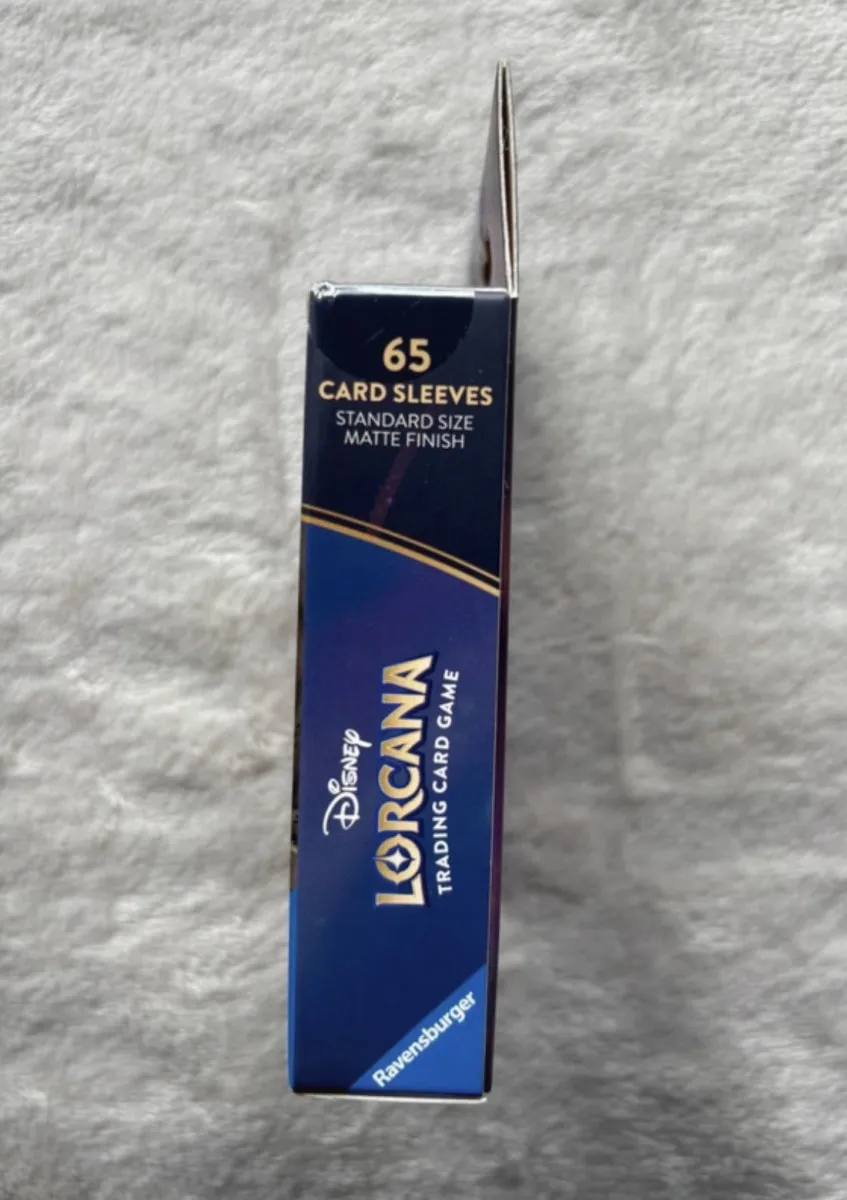 65
CARD SLEEVES
STANDARD SIZE
MATTE FINISH
Disney
LORCANA
TRADING CARD GAME
Ravensburger